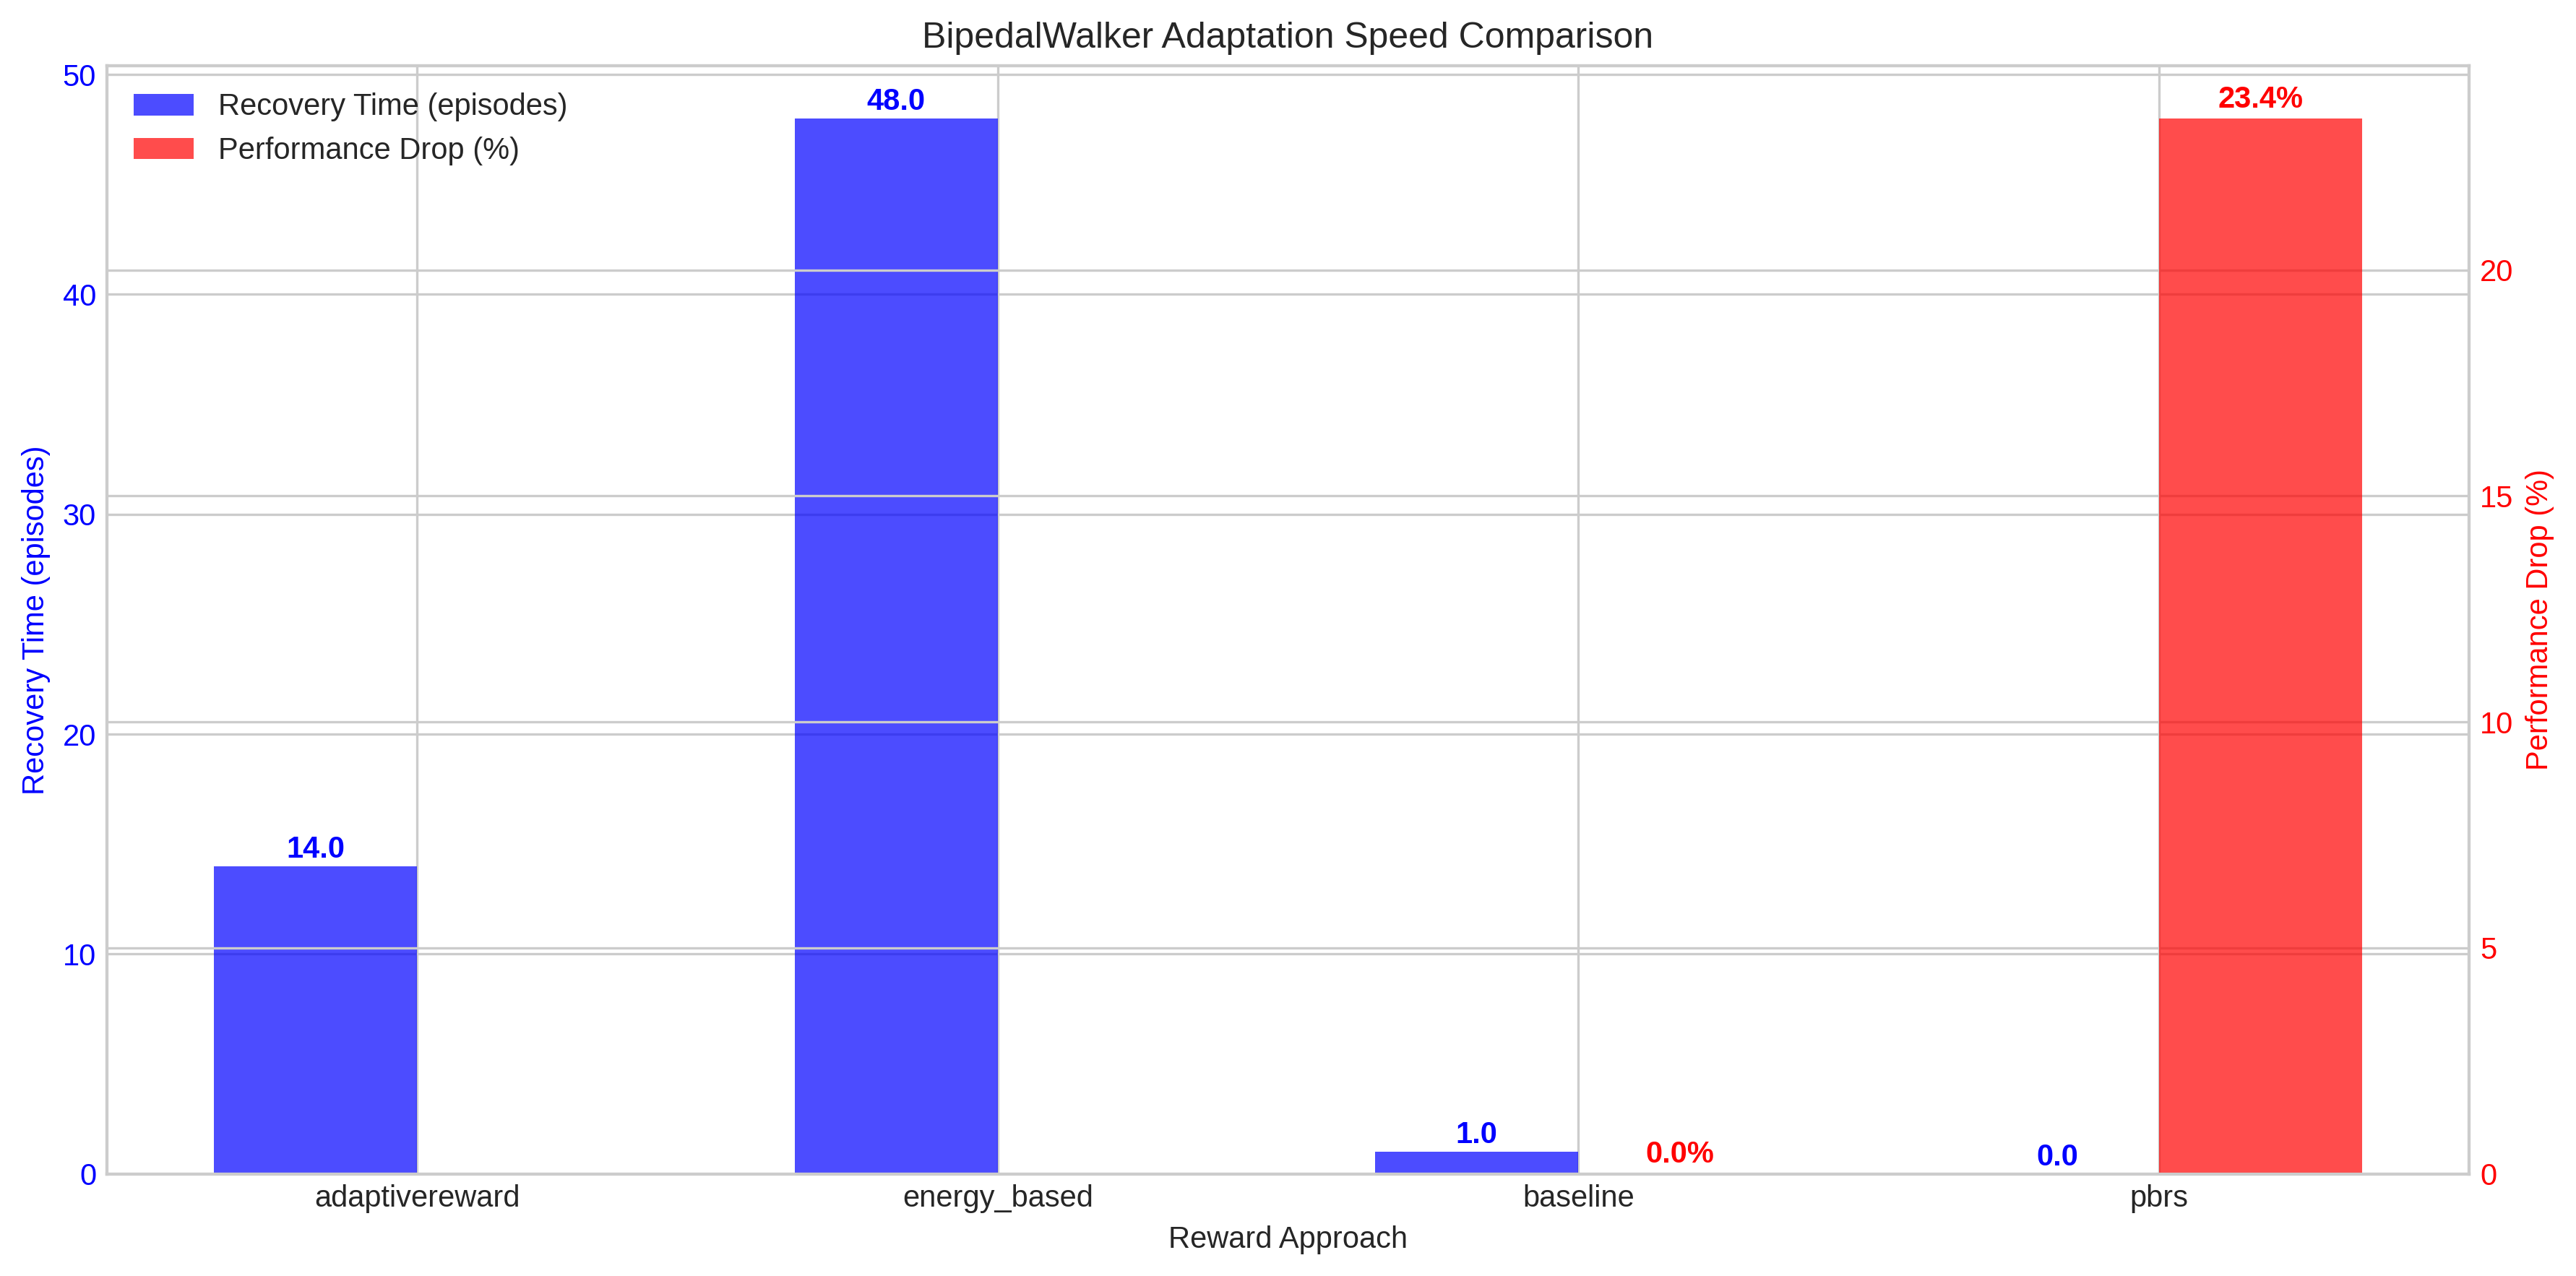 BipedalWalker Adaptation Speed Comparison
Recovery Time (episodes)
Performance Drop (%)
50
40
30
20
10
0
Recovery Time (episodes)
14.0
48.0
1.0
0.0%
0.0
23.4%
20
15
10
5
0
Performance Drop (%)
adaptivereward
energy_based
baseline
pbrs
Reward Approach